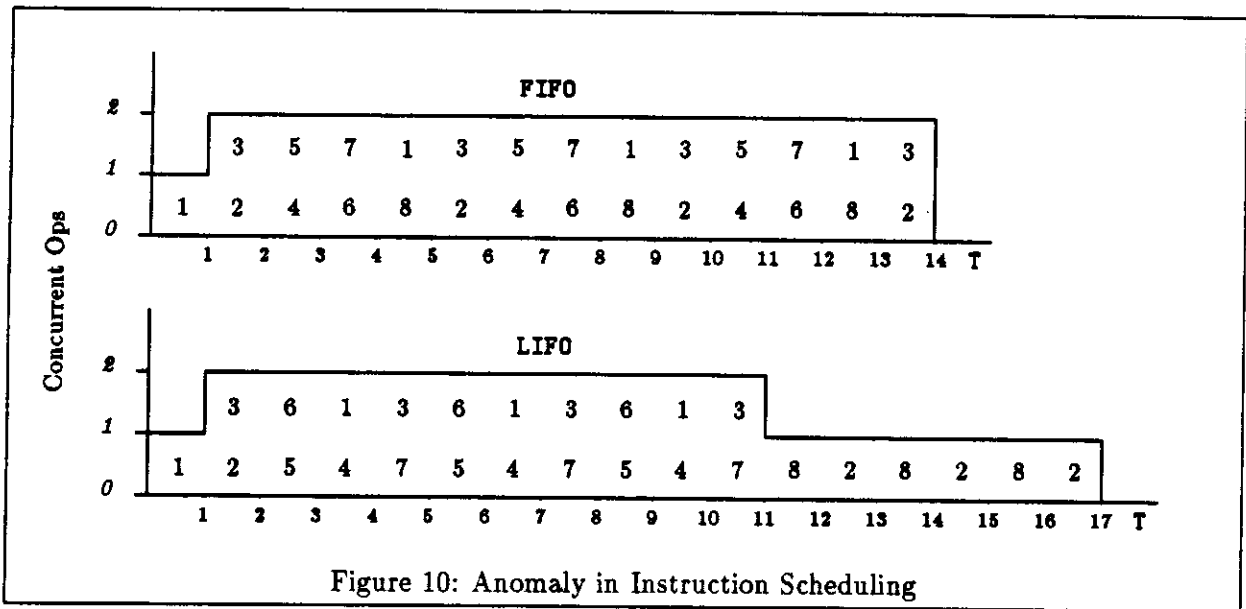 FIFO
2
3 5 7 1 3 5 7 1 3 5 7 1 3
1
1 2 4 6 8 2 4 6 8 2 4 6 8 2
0
1 2 3 4 5 6 7 8 9 10 11 12 13 14 T
Concurrent Ops
LIFO
2
3 6 1 3 6 1 3 6 1 3
1
1 2 5 4 7 5 4 7 5 4 7 8 2 8 2 8 2
0
1 2 3 4 5 6 7 8 9 10 11 12 13 14 15 16 17 T
Figure 10: Anomaly in Instruction Scheduling